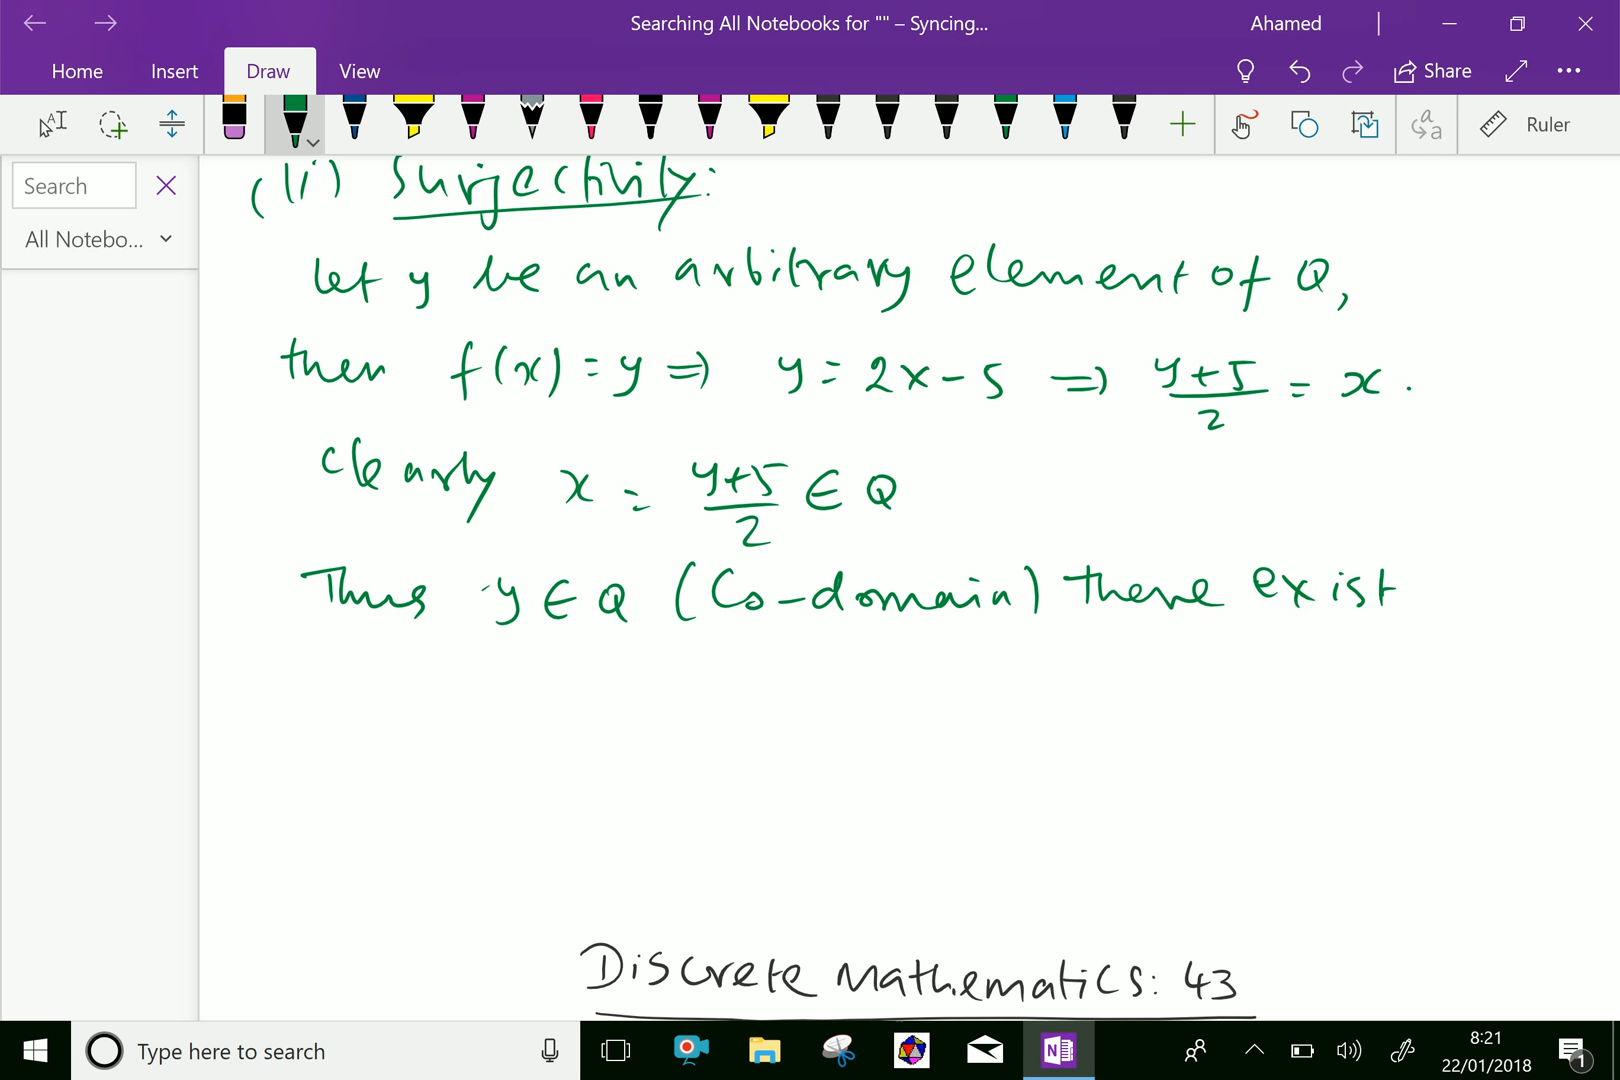 Searching All Notebooks for "" – Syncing...
Ahamed
Home Insert Draw View
Share
Ruler
Search
All Notebo...
(ii) Surjectivity:
let y be an arbitrary element of Q,
then f(x) = y ⇒ y = 2x - 5 ⇒ y+5/2 = x.
Clearly x = y+5/2 ∈ Q
Thus y ∈ Q (Co-domain) there exist
Discrete Mathematics: 43
Type here to search
8:21
22/01/2018
1